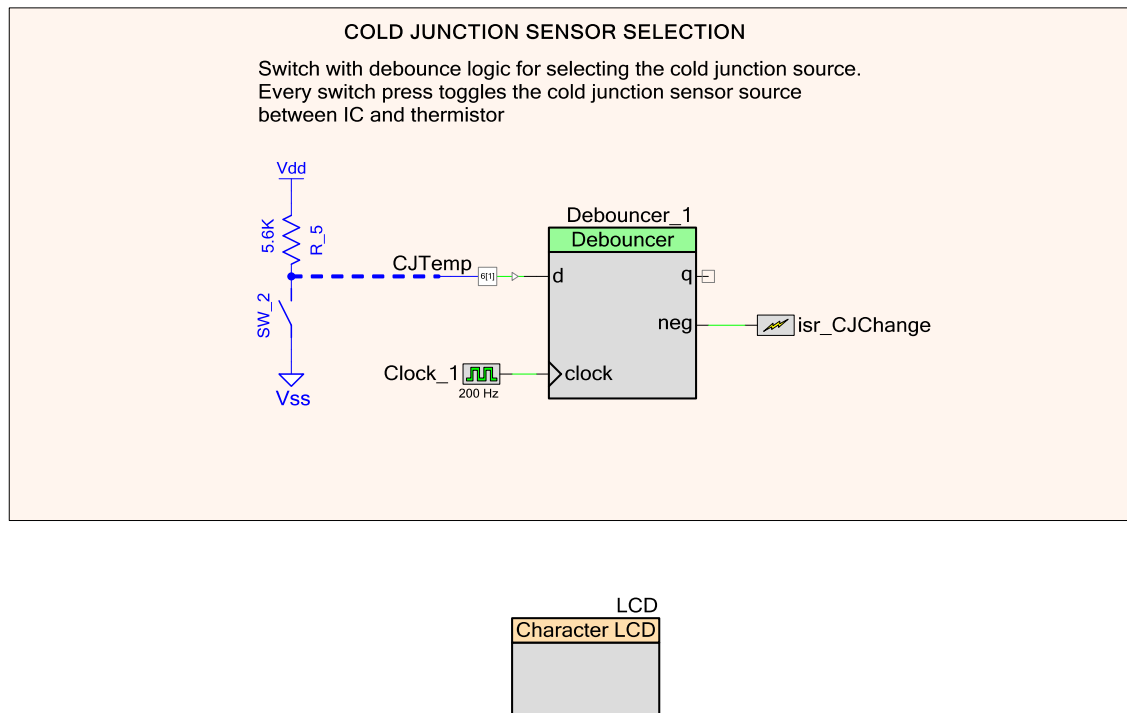 COLD JUNCTION SENSOR SELECTION
Switch with debounce logic for selecting the cold junction source.
Every switch press toggles the cold junction sensor source
between IC and thermistor
Vdd
5.6K
R_5
CJTemp
6[1]
SW_2
Vss
Debouncer_1
Debouncer
d
q
neg
isr_CJChange
Clock_1
200 Hz
clock
LCD
Character LCD